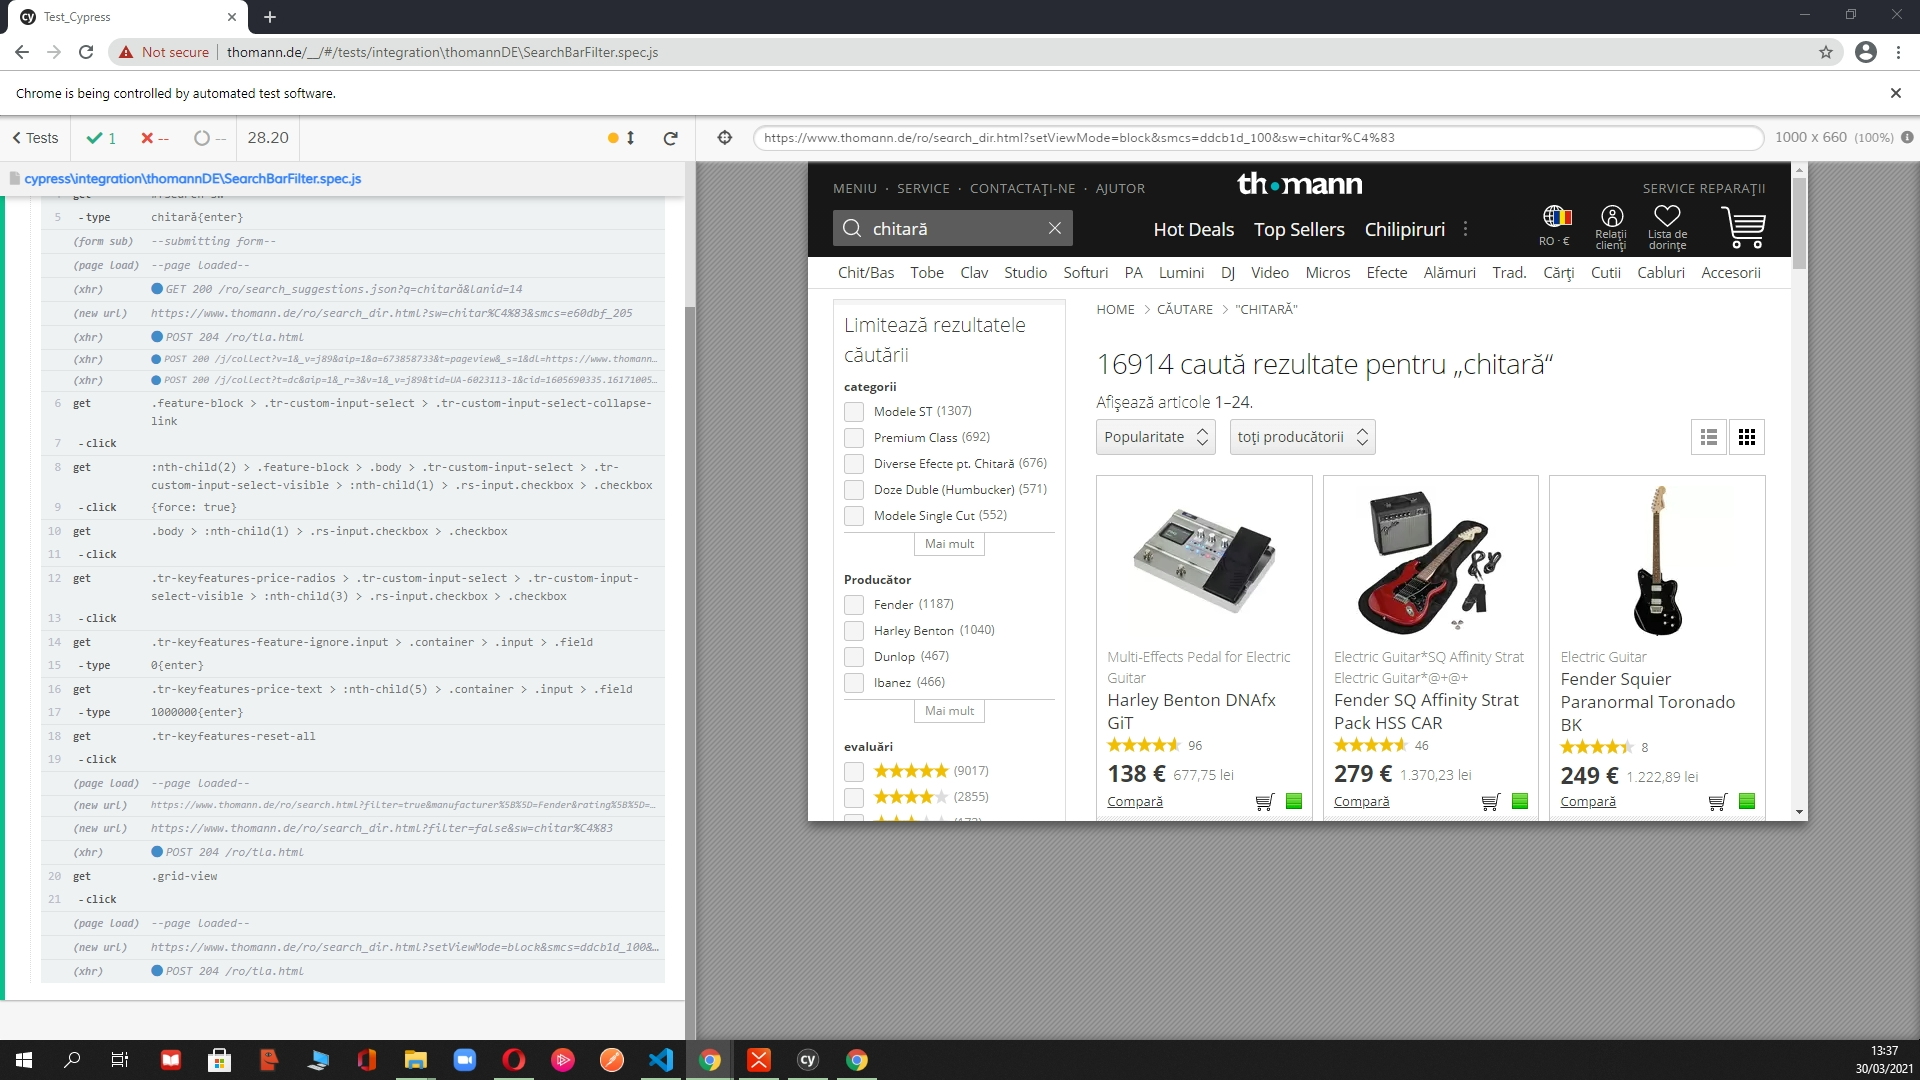 Test_Cypress
Not secure thomann.de/__/#/tests/integration\thomannDE\SearchBarFilter.spec.js
Chrome is being controlled by automated test software.
Tests 1 -- -- 28.20
https://www.thomann.de/ro/search_dir.html?setViewMode=block&smcs=ddcb1d_100&sw=chitar%C4%83
1000 x 660 (100%)
cypress\integration\thomannDE\SearchBarFilter.spec.js
5 -type chitară{enter}
(form sub) --submitting form--
(page load) --page loaded--
(xhr) GET 200 /ro/search_suggestions.json?q=chitară&lanid=14
(new url) https://www.thomann.de/ro/search_dir.html?sw=chitar%C4%83&smcs=e60dbf_205
(xhr) POST 204 /ro/tla.html
(xhr) POST 200 /j/collect?v=1&_v=j89&aip=1&a=673858733&t=pageview&_s=1&dl=https://www.thomann…
(xhr) POST 200 /j/collect?t=dc&aip=1&_r=3&v=1&_v=j89&tid=UA-6023113-1&cid=1605690335.16171005…
6 get .feature-block > .tr-custom-input-select > .tr-custom-input-select-collapse-
link
7 -click
8 get :nth-child(2) > .feature-block > .body > .tr-custom-input-select > .tr-
custom-input-select-visible > :nth-child(1) > .rs-input.checkbox > .checkbox
9 -click {force: true}
10 get .body > :nth-child(1) > .rs-input.checkbox > .checkbox
11 -click
12 get .tr-keyfeatures-price-radios > .tr-custom-input-select > .tr-custom-input-
select-visible > :nth-child(3) > .rs-input.checkbox > .checkbox
13 -click
14 get .tr-keyfeatures-feature-ignore.input > .container > .input > .field
15 -type 0{enter}
16 get .tr-keyfeatures-price-text > :nth-child(5) > .container > .input > .field
17 -type 1000000{enter}
18 get .tr-keyfeatures-reset-all
19 -click
(page load) --page loaded--
(new url) https://www.thomann.de/ro/search.html?filter=true&manufacturer%5B%5D=Fender&rating%5B%5D=…
(new url) https://www.thomann.de/ro/search_dir.html?filter=false&sw=chitar%C4%83
(xhr) POST 204 /ro/tla.html
20 get .grid-view
21 -click
(page load) --page loaded--
(new url) https://www.thomann.de/ro/search_dir.html?setViewMode=block&smcs=ddcb1d_100&…
(xhr) POST 204 /ro/tla.html
MENIU · SERVICE · CONTACTAŢI-NE · AJUTOR
th•mann
SERVICE REPARAŢII
chitară
Hot Deals Top Sellers Chilipiruri
RO · €
Relaţii
clienţi
Lista de
dorinţe
Chit/Bas Tobe Clav Studio Softuri PA Lumini DJ Video Micros Efecte Alămuri Trad. Cărţi Cutii Cabluri Accesorii
Limitează rezultatele
căutării
categorii
Modele ST (1307)
Premium Class (692)
Diverse Efecte pt. Chitară (676)
Doze Duble (Humbucker) (571)
Modele Single Cut (552)
Mai mult
Producător
Fender (1187)
Harley Benton (1040)
Dunlop (467)
Ibanez (466)
Mai mult
evaluări
(9017)
(2855)
HOME > CĂUTARE > "CHITARĂ"
16914 caută rezultate pentru „chitară“
Afişează articole 1–24.
Popularitate toţi producătorii
Multi-Effects Pedal for Electric
Guitar
Harley Benton DNAfx
GiT
96
138 € 677,75 lei
Compară
Electric Guitar*SQ Affinity Strat
Electric Guitar*@+@+
Fender SQ Affinity Strat
Pack HSS CAR
46
279 € 1.370,23 lei
Compară
Electric Guitar
Fender Squier
Paranormal Toronado
BK
8
249 € 1.222,89 lei
Compară
13:37
30/03/2021